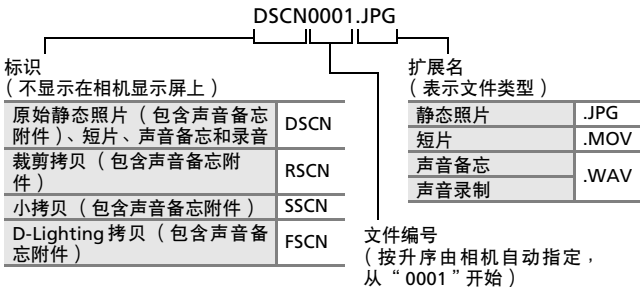 DSCN0001.JPG
标识
（不显示在相机显示屏上）
原始静态照片（包含声音备忘
附件）、短片、声音备忘和录音
DSCN
裁剪拷贝（包含声音备忘附
件）
RSCN
小拷贝（包含声音备忘附件）
SSCN
D-Lighting 拷贝（包含声音备
忘附件）
FSCN
扩展名
（表示文件类型）
静态照片
.JPG
短片
.MOV
声音备忘
声音录制
.WAV
文件编号
（按升序由相机自动指定，
从“0001”开始）